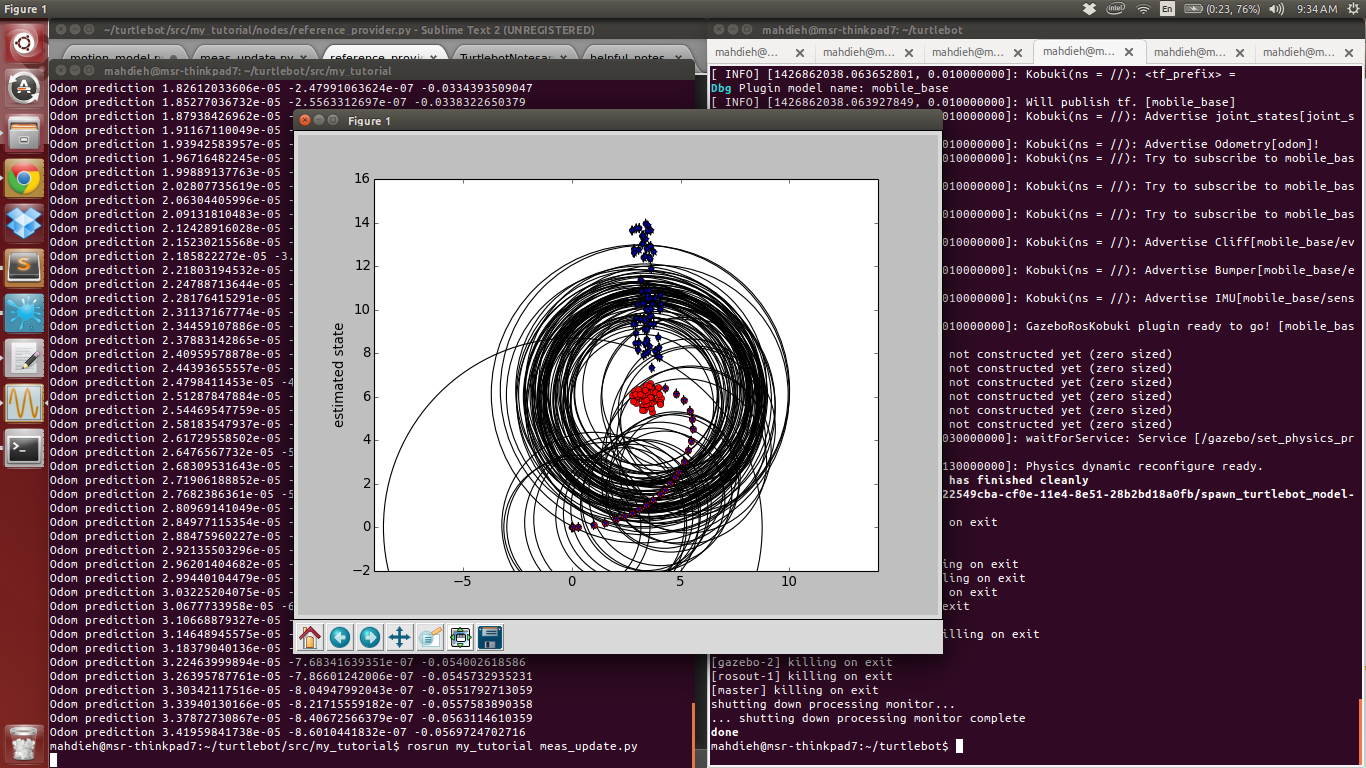 Figure 1
En
(0:23, 76%)
9:34 AM
~/turtlebot/src/my_tutorial/nodes/reference_provider.py - Sublime Text 2 (UNREGISTERED)
motion_model.p
meas_update.py
reference_provi
TurtlebotNotesa
helpful_notes
mahdieh@msr-thinkpad7: ~/turtlebot/src/my_tutorial
Odom prediction 1.82612033606e-05 -2.47991063624e-07 -0.0334393509047
Odom prediction 1.85277036732e-05 -2.5563312697e-07 -0.0338322650379
Odom prediction 1.87938426962e-05 -
Odom prediction 1.91167110049e-05 -
Odom prediction 1.93942583957e-05 -
Odom prediction 1.96716482245e-05 -
Odom prediction 1.99889137763e-05 -
Odom prediction 2.02807735619e-05 -
Odom prediction 2.06304405996e-05 -
Odom prediction 2.09131810483e-05 -
Odom prediction 2.12428916028e-05 -
Odom prediction 2.15230215568e-05 -
Odom prediction 2.185822272e-05 -3.
Odom prediction 2.21803194532e-05 -
Odom prediction 2.24788713644e-05 -
Odom prediction 2.28176415291e-05 -
Odom prediction 2.31137167774e-05 -
Odom prediction 2.34459107886e-05 -
Odom prediction 2.37883142865e-05 -
Odom prediction 2.40959578878e-05 -
Odom prediction 2.44393655557e-05 -
Odom prediction 2.4798411453e-05 -4
Odom prediction 2.51287847884e-05 -
Odom prediction 2.54469547759e-05 -
Odom prediction 2.58183547937e-05 -
Odom prediction 2.61729558502e-05 -
Odom prediction 2.6476567732e-05 -5
Odom prediction 2.68309531643e-05 -
Odom prediction 2.71906188852e-05 -
Odom prediction 2.7682386361e-05 -5
Odom prediction 2.80969141049e-05 -
Odom prediction 2.84977115354e-05 -
Odom prediction 2.88475960227e-05 -
Odom prediction 2.92135503296e-05 -
Odom prediction 2.96201404682e-05 -
Odom prediction 2.99440104479e-05 -
Odom prediction 3.03225204075e-05 -
Odom prediction 3.0677733958e-05 -6
Odom prediction 3.10668879327e-05 -
Odom prediction 3.14648945575e-05 -
Odom prediction 3.18379040136e-05 -
Odom prediction 3.22463999894e-05 -7.68341639351e-07 -0.054002618586
Odom prediction 3.26395787761e-05 -7.86601242006e-07 -0.0545732935231
Odom prediction 3.30342117516e-05 -8.04947992043e-07 -0.0551792713059
Odom prediction 3.33940130166e-05 -8.21715559182e-07 -0.0557583890358
Odom prediction 3.37872730867e-05 -8.40672566379e-07 -0.0563114610359
Odom prediction 3.41959841738e-05 -8.6010441832e-07 -0.0569724702716
mahdieh@msr-thinkpad7:~/turtlebot/src/my_tutorial$ rosrun my_tutorial meas_update.py
Figure 1
estimated state
16
14
12
10
8
6
4
2
0
−2
−5
0
5
10
mahdieh@msr-thinkpad7: ~/turtlebot
mahdieh@m...
mahdieh@m...
mahdieh@m...
mahdieh@m...
mahdieh@m...
mahdieh@m...
[ INFO] [1426862038.063652801, 0.010000000]: Kobuki(ns = //): <tf_prefix> =
Dbg Plugin model name: mobile_base
[ INFO] [1426862038.063927849, 0.010000000]: Will publish tf. [mobile_base]
010000000]: Kobuki(ns = //): Advertise joint_states[joint_s
010000000]: Kobuki(ns = //): Advertise Odometry[odom]!
010000000]: Kobuki(ns = //): Try to subscribe to mobile_bas
010000000]: Kobuki(ns = //): Try to subscribe to mobile_bas
010000000]: Kobuki(ns = //): Try to subscribe to mobile_bas
010000000]: Kobuki(ns = //): Advertise Cliff[mobile_base/ev
010000000]: Kobuki(ns = //): Advertise Bumper[mobile_base/e
010000000]: Kobuki(ns = //): Advertise IMU[mobile_base/sens
010000000]: GazeboRosKobuki plugin ready to go! [mobile_bas
not constructed yet (zero sized)
not constructed yet (zero sized)
not constructed yet (zero sized)
not constructed yet (zero sized)
not constructed yet (zero sized)
not constructed yet (zero sized)
030000000]: waitForService: Service [/gazebo/set_physics_pr
130000000]: Physics dynamic reconfigure ready.
has finished cleanly
22549cba-cf0e-11e4-8e51-28b2bd18a0fb/spawn_turtlebot_model-
on exit
ing on exit
ling on exit
on exit
exit
illing on exit
[gazebo-2] killing on exit
[rosout-1] killing on exit
[master] killing on exit
shutting down processing monitor...
... shutting down processing monitor complete
done
mahdieh@msr-thinkpad7:~/turtlebot$